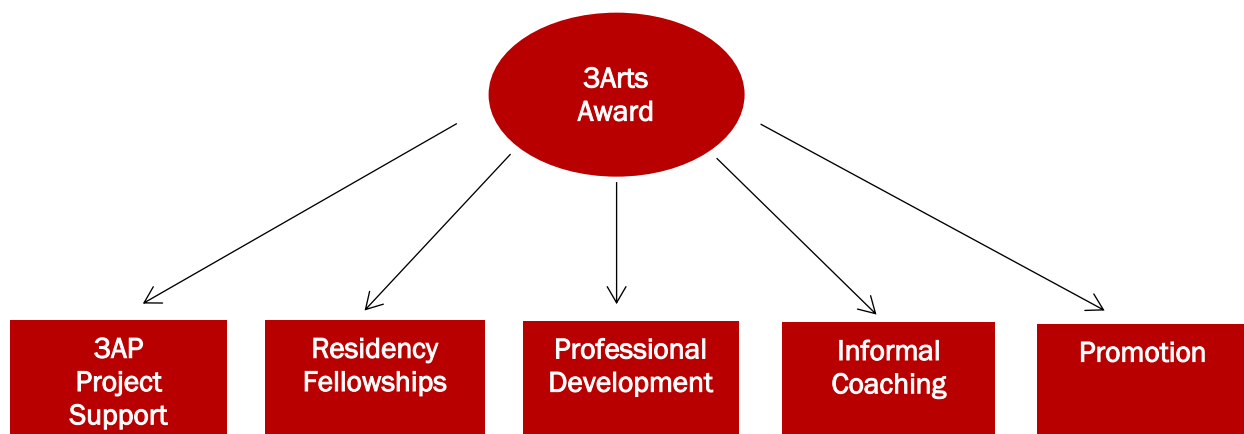 3Arts
Award
3AP
Project
Support
Residency
Fellowships
Professional
Development
Informal
Coaching
Promotion